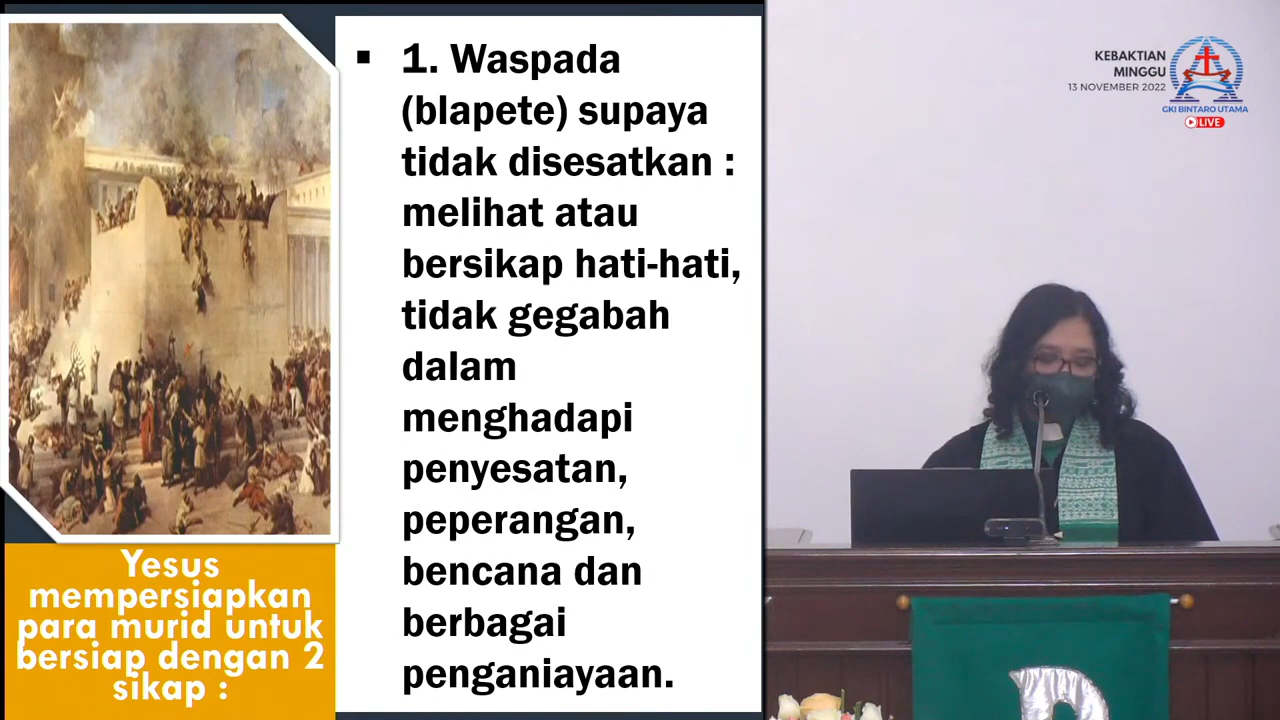 ▪ 1. Waspada
(blapete) supaya
tidak disesatkan :
melihat atau
bersikap hati-hati,
tidak gegabah
dalam
menghadapi
penyesatan,
peperangan,
bencana dan
berbagai
penganiayaan.
Yesus
mempersiapkan
para murid untuk
bersiap dengan 2
sikap :
KEBAKTIAN
MINGGU
13 NOVEMBER 2022
GKI BINTARO UTAMA
LIVE